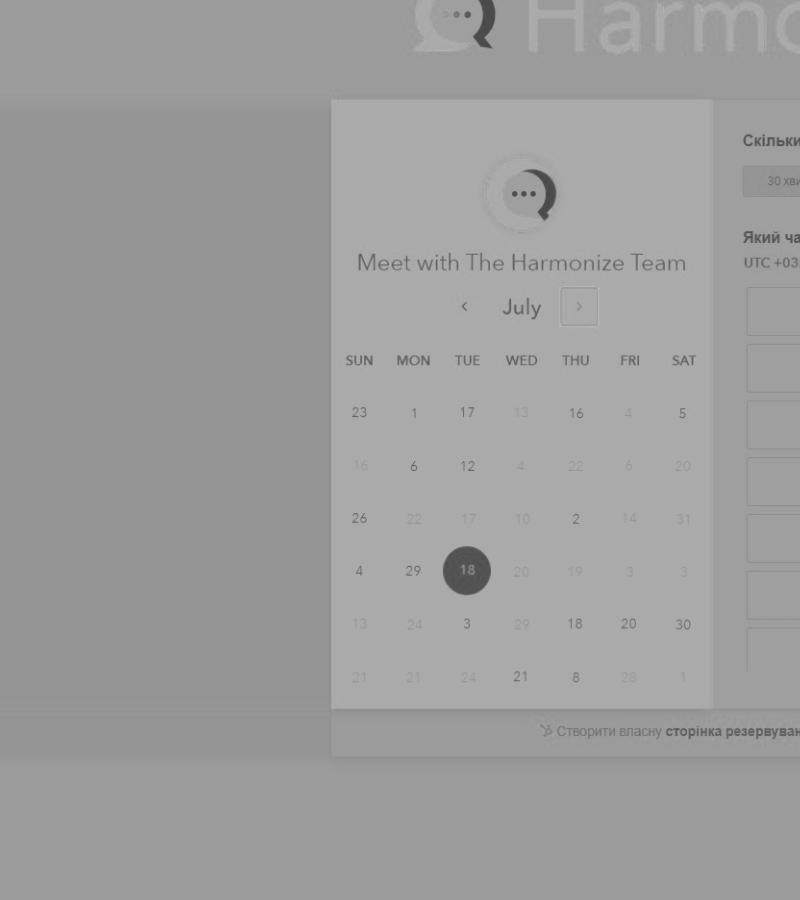 Harmo
Meet with The Harmonize Team
July
SUN MON TUE WED THU FRI SAT
23 1 17 13 16 4 5
16 6 12 4 22 6 20
26 22 17 10 2 14 31
4 29 18 20 19 3 3
13 24 3 29 18 20 30
21 21 24 21 8 28 1
Скільки
30 хви
Який ча
UTC +03
Створити власну сторінка резервуван